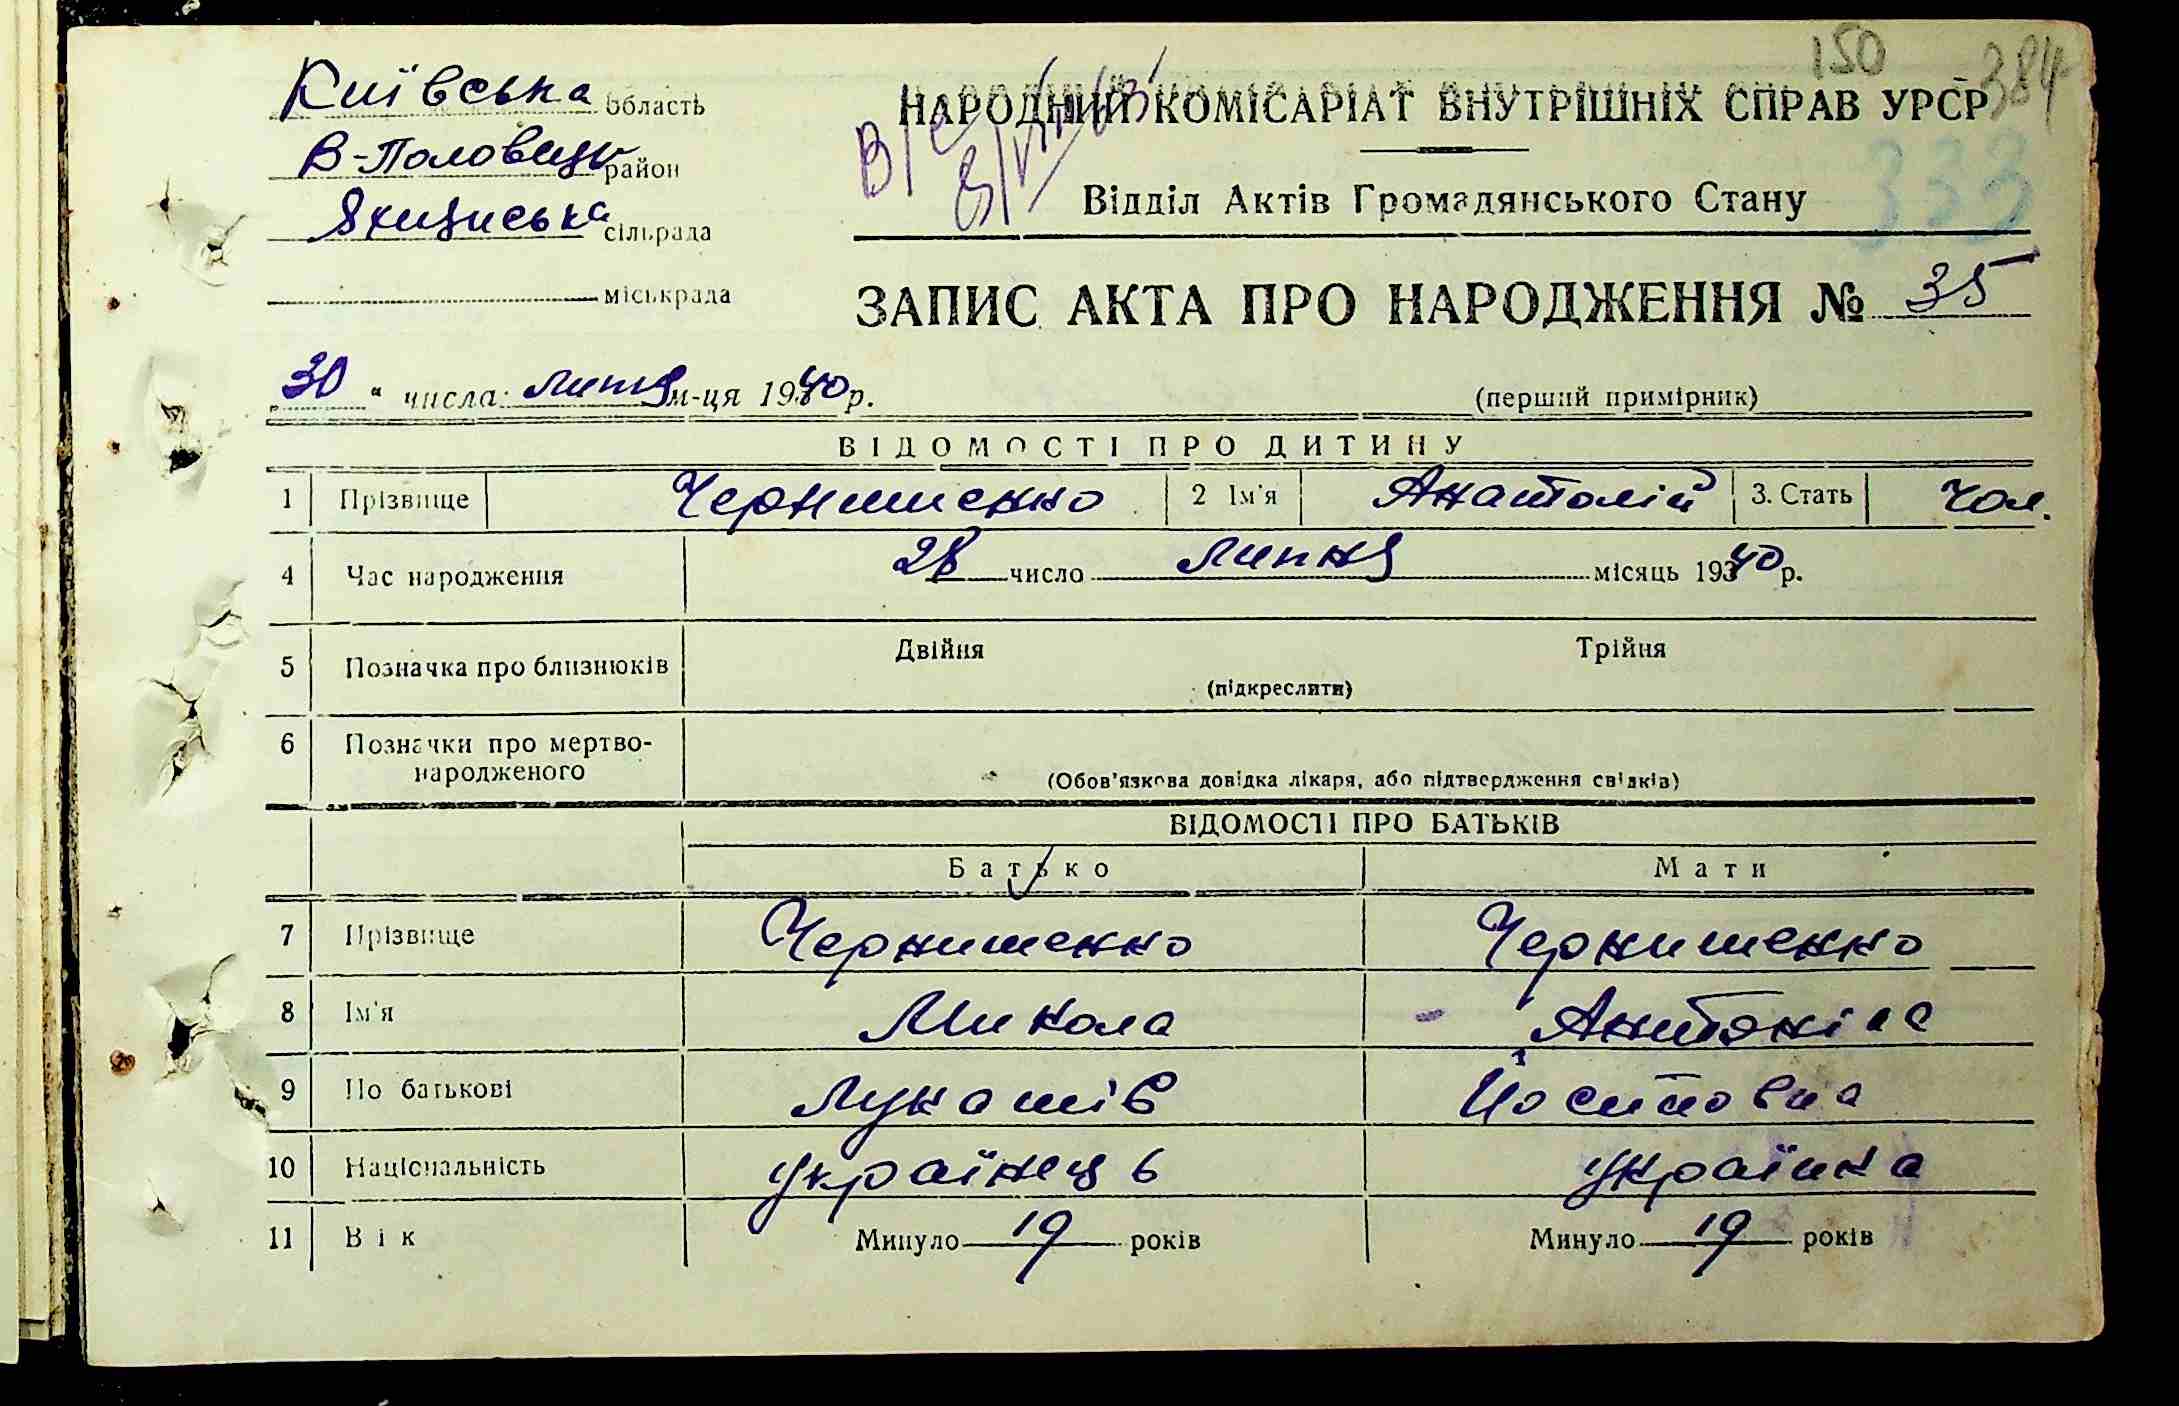 150 384
Київська область
НАРОДНИЙ КОМІСАРІАТ ВНУТРІШНІХ СПРАВ УРСР
В-Половецьк район
333
Відділ Актів Громадянського Стану
сільрада
міськрада
ЗАПИС АКТА ПРО НАРОДЖЕННЯ № 35
30 " числа: липня м-ця 1940 р.
(перший примірник)
ВІДОМОСТІ ПРО ДИТИНУ
1 Прізвище Чернишенко 2 Ім'я Анатолій 3. Стать чол.
4 Час народження 28 число липня місяць 1940 р.
5 Позначка про близнюків Двійня Трійня
(підкреслити)
6 Позначки про мертво-
народженого
(Обов'язкова довідка лікаря, або підтвердження свідків)
ВІДОМОСТІ ПРО БАТЬКІВ
Батько Мати
7 Прізвище Чернишенко Чернишенко
8 Ім'я Микола Антоніна
9 По батькові Лукашів Йосиповна
10 Національність українець українка
11 Вік Минуло 19 років Минуло 19 років